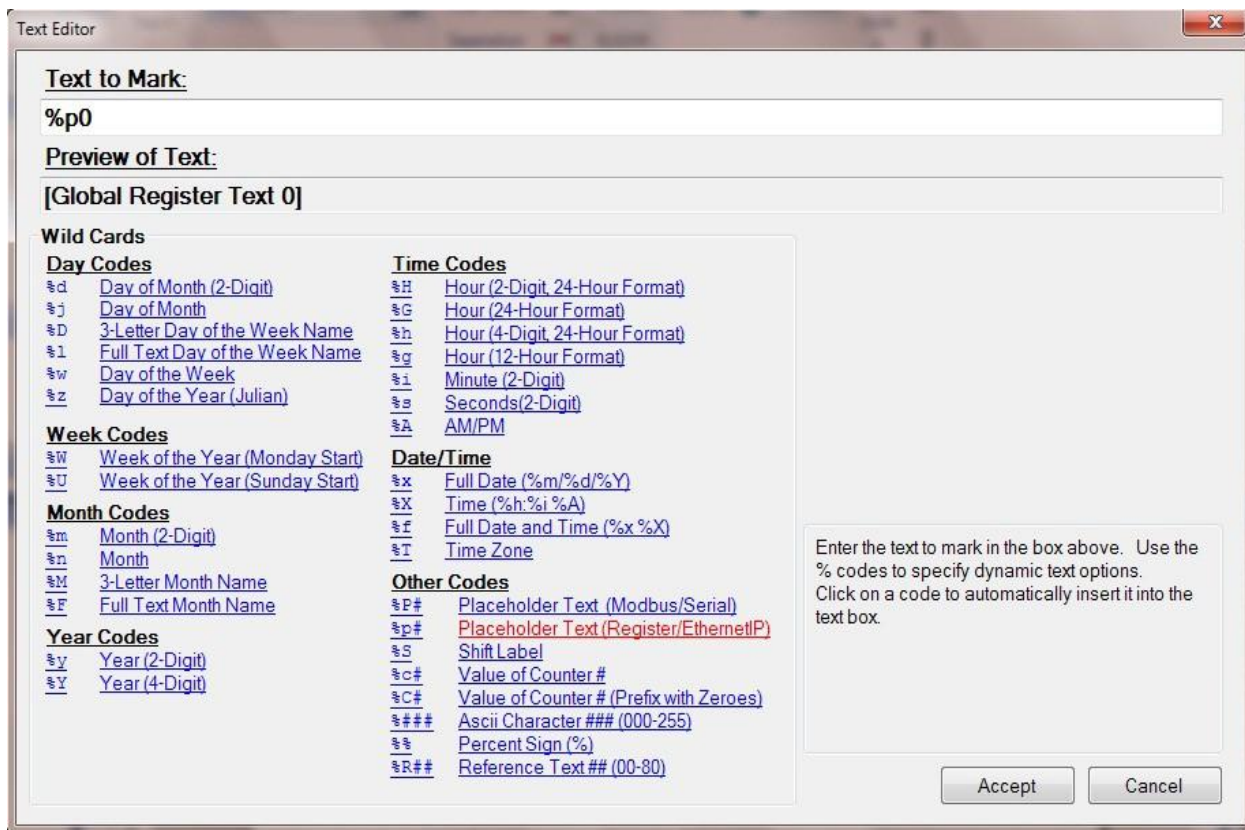 Text Editor
Text to Mark:
%p0
Preview of Text:
[Global Register Text 0]
Wild Cards
Day Codes
%d Day of Month (2-Digit)
%j Day of Month
%D 3-Letter Day of the Week Name
%l Full Text Day of the Week Name
%w Day of the Week
%z Day of the Year (Julian)
Week Codes
%W Week of the Year (Monday Start)
%U Week of the Year (Sunday Start)
Month Codes
%m Month (2-Digit)
%n Month
%M 3-Letter Month Name
%F Full Text Month Name
Year Codes
%y Year (2-Digit)
%Y Year (4-Digit)
Time Codes
%H Hour (2-Digit, 24-Hour Format)
%G Hour (24-Hour Format)
%h Hour (4-Digit, 24-Hour Format)
%g Hour (12-Hour Format)
%i Minute (2-Digit)
%s Seconds(2-Digit)
%A AM/PM
Date/Time
%x Full Date (%m/%d/%Y)
%X Time (%h:%i %A)
%f Full Date and Time (%x %X)
%T Time Zone
Other Codes
%P# Placeholder Text (Modbus/Serial)
%p# Placeholder Text (Register/EthernetIP)
%S Shift Label
%c# Value of Counter #
%C# Value of Counter # (Prefix with Zeroes)
%### Ascii Character ### (000-255)
%% Percent Sign (%)
%R## Reference Text ## (00-80)
Enter the text to mark in the box above. Use the
% codes to specify dynamic text options.
Click on a code to automatically insert it into the
text box.
Accept
Cancel